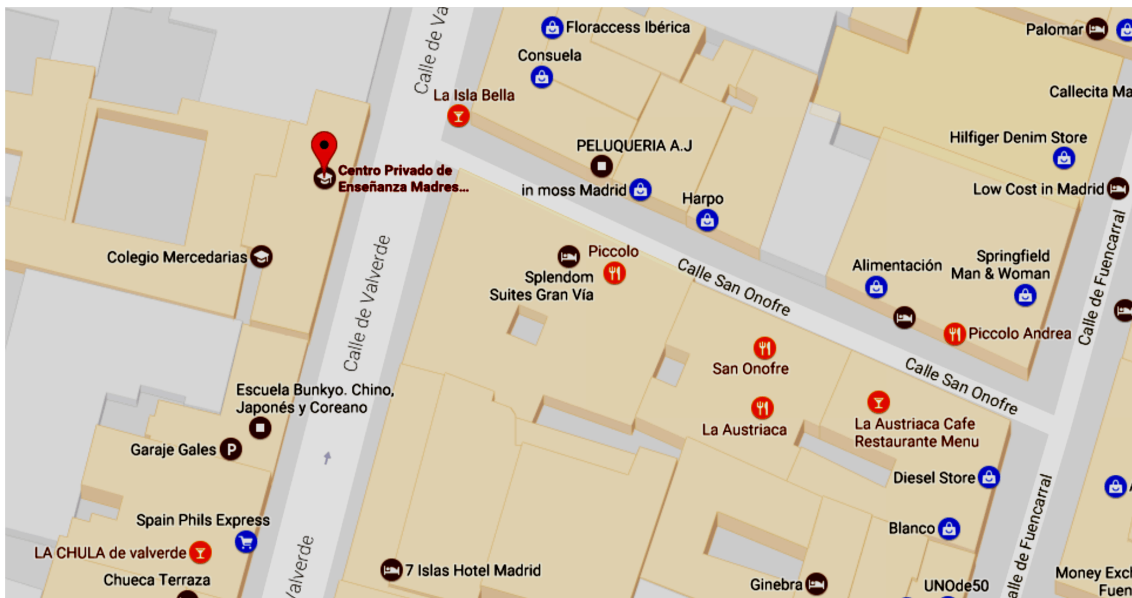 Calle de Va
Floraccess Ibérica
Palomar
Consuela
La Isla Bella
Callecita Ma
Hilfiger Denim Store
PELUQUERIA A.J
Centro Privado de
Enseñanza Madres...
in moss Madrid
Harpo
Low Cost in Madrid
Colegio Mercedarias
Piccolo
Splendom
Suites Gran Vía
Calle San Onofre
Alimentación
Springfield
Man & Woman
Calle de Fuencarral
Calle de Valverde
Piccolo Andrea
San Onofre
Calle San Onofre
Escuela Bunkyo. Chino,
Japonés y Coreano
La Austriaca
La Austriaca Cafe
Restaurante Menu
Garaje Gales
P
Diesel Store
A
Spain Phils Express
Blanco
LA CHULA de valverde
Calle de Fuencarral
Valverde
Chueca Terraza
7 Islas Hotel Madrid
Ginebra
UNOde50
Money Exc
Fuen